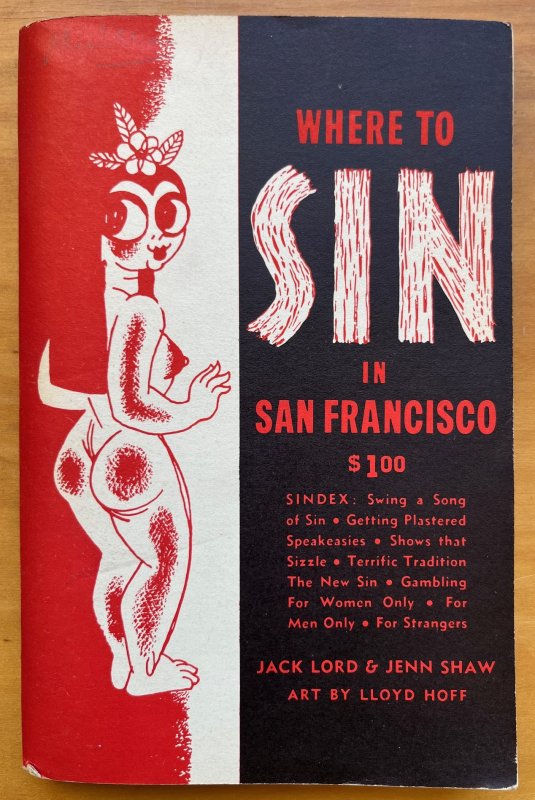 WHERE TO
SIN
IN
SAN FRANCISCO
$1.00
SINDEX: Swing a Song
of Sin • Getting Plastered
Speakeasies • Shows that
Sizzle • Terrific Tradition
The New Sin • Gambling
For Women Only • For
Men Only • For Strangers
JACK LORD & JENN SHAW
ART BY LLOYD HOFF